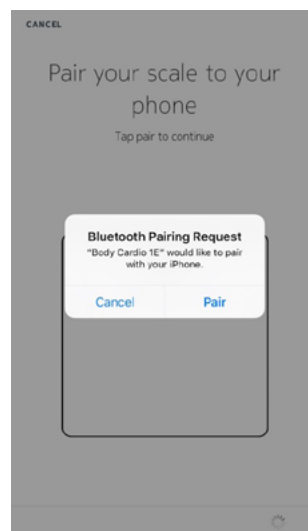 CANCEL
Pair your scale to your
phone
Tap pair to continue
Bluetooth Pairing Request
"Body Cardio 1E" would like to pair
with your iPhone.
Cancel Pair